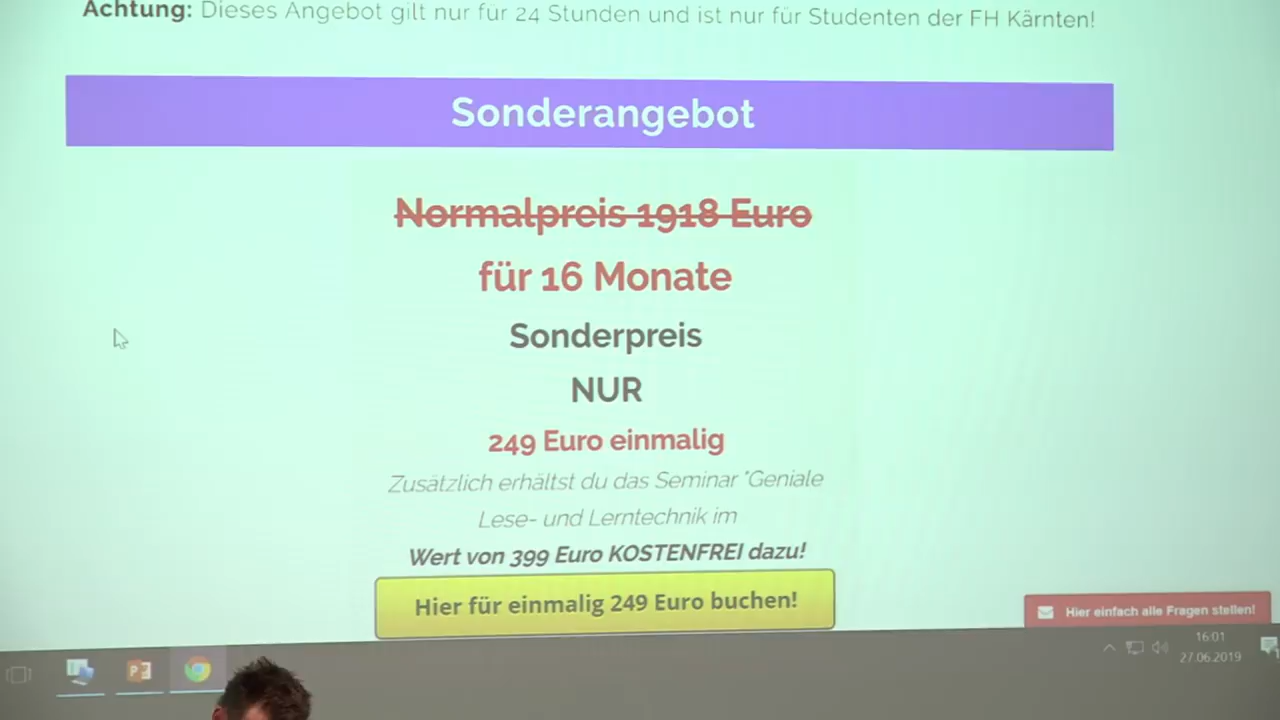 Achtung: Dieses Angebot gilt nur für 24 Stunden und ist nur für Studenten der FH Kärnten!
Sonderangebot
Normalpreis 1918 Euro
für 16 Monate
Sonderpreis
NUR
249 Euro einmalig
Zusätzlich erhältst du das Seminar "Geniale
Lese- und Lerntechnik im
Wert von 399 Euro KOSTENFREI dazu!
Hier für einmalig 249 Euro buchen!
Hier einfach alle Fragen stellen!
16:01
27.06.2019